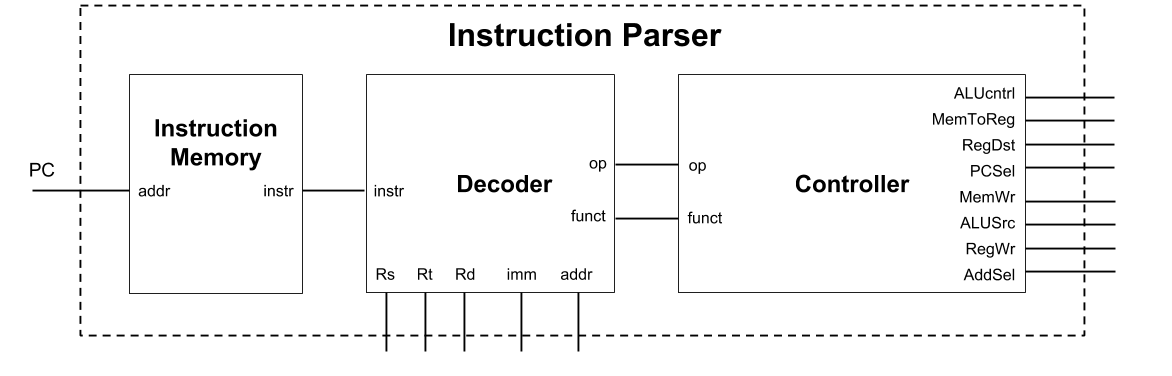 Instruction Parser
PC
Instruction
Memory
addr
instr
instr
Decoder
op
funct
Rs
Rt
Rd
imm
addr
op
funct
Controller
ALUcntrl
MemToReg
RegDst
PCSel
MemWr
ALUSrc
RegWr
AddSel